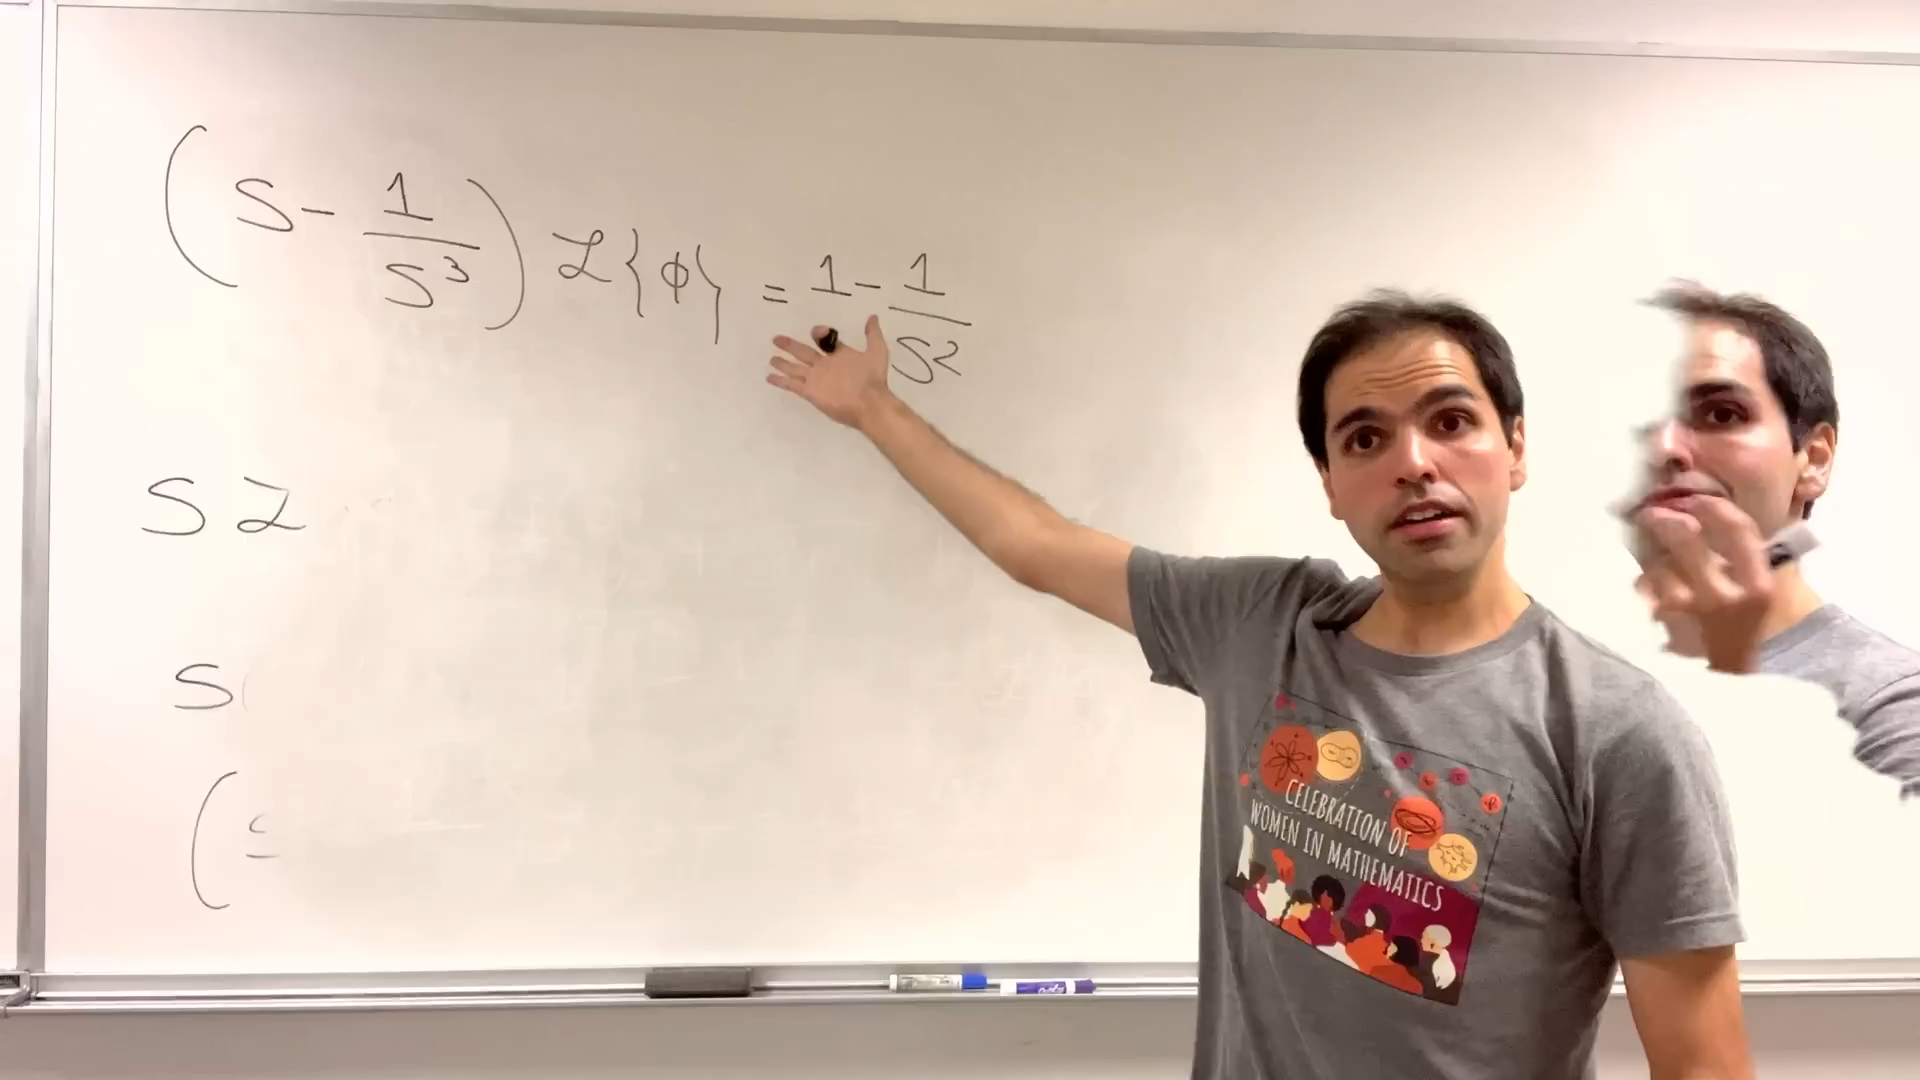 (S - 1/S³) ℒ{ϕ} = 1 - 1/S²
S ℒ
S(
(
CELEBRATION OF
WOMEN IN MATHEMATICS